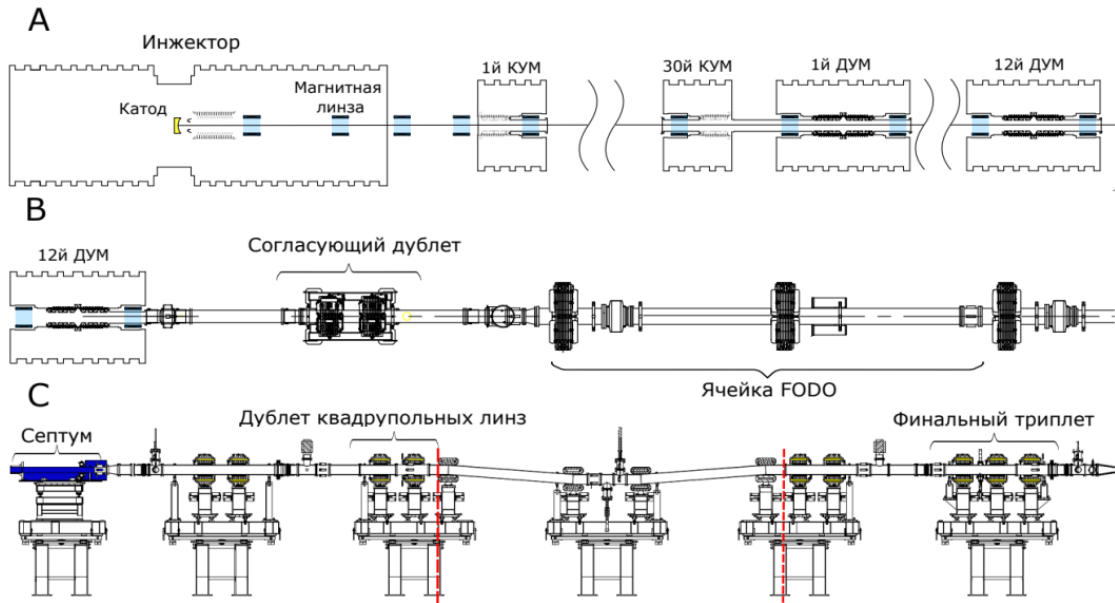 A
Инжектор
Катод
Магнитная
линза
1й КУМ
30й КУМ
1й ДУМ
12й ДУМ
B
12й ДУМ
Согласующий дублет
Ячейка FODO
C
Септум
Дублет квадрупольных линз
Финальный триплет